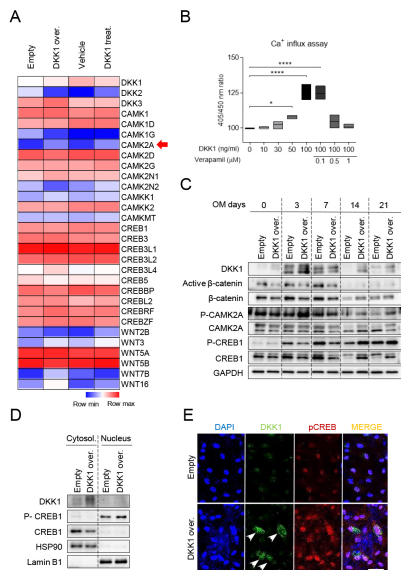 A
Empty
DKK1 over.
Vehicle
DKK1 treat.
DKK1
DKK2
DKK3
CAMK1
CAMK1D
CAMK1G
CAMK2A
CAMK2D
CAMK2G
CAMK2N1
CAMK2N2
CAMKK1
CAMKK2
CAMKMT
CREB1
CREB3
CREB3L1
CREB3L2
CREB3L4
CREB5
CREBBP
CREBL2
CREBRF
CREBZF
WNT2B
WNT3
WNT5A
WNT5B
WNT7B
WNT16
Row min Row max
B
Ca⁺ influx assay
405/450 nm ratio
150
125
100
****
****
*
DKK1 (ng/ml) 0 10 30 50 100 100 100 100
Verapamil (μM) 0.1 0.5 1
C
OM days 0 3 7 14 21
Empty DKK1 over. Empty DKK1 over. Empty DKK1 over. Empty DKK1 over. Empty DKK1 over.
DKK1
Active β-catenin
β-catenin
P-CAMK2A
CAMK2A
P-CREB1
CREB1
GAPDH
D
Cytosol. Nucleus
Empty DKK1 over. Empty DKK1 over.
DKK1
P- CREB1
CREB1
HSP90
Lamin B1
E
DAPI DKK1 pCREB MERGE
Empty
DKK1 over.